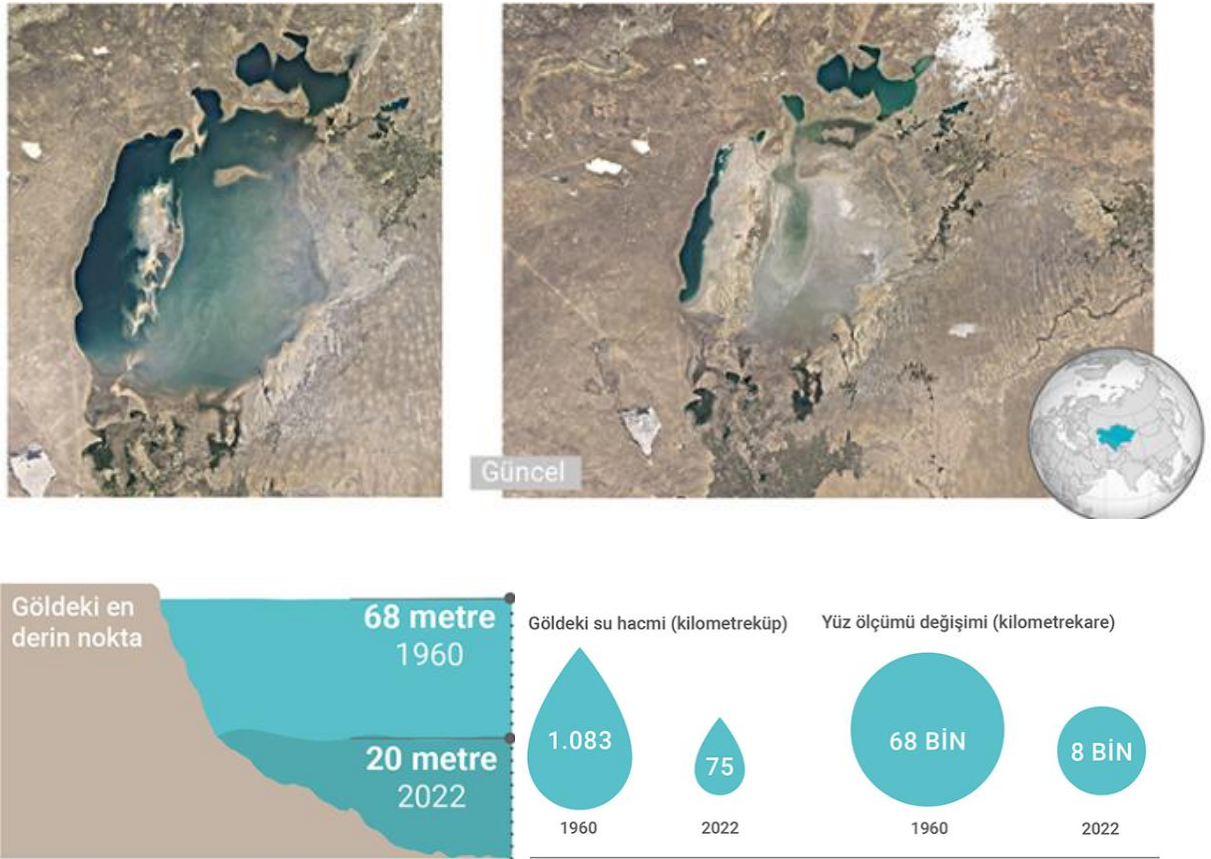 Güncel
Göldeki en
derin nokta
68 metre
1960
20 metre
2022
Göldeki su hacmi (kilometreküp)
1.083
75
1960
2022
Yüz ölçümü değişimi (kilometrekare)
68 BİN
8 BİN
1960
2022